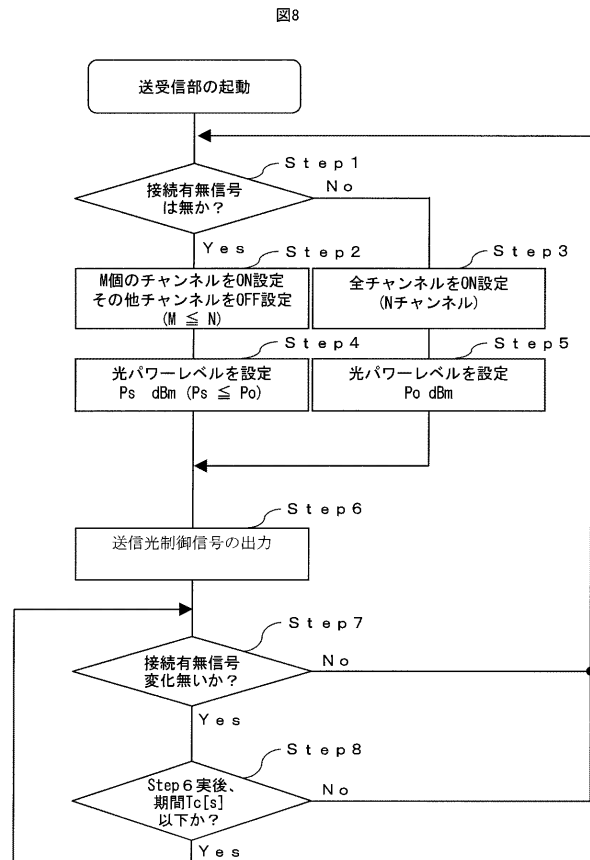 図8
送受信部の起動
Step1
接続有無信号
は無か？
No
Yes
Step2
Step3
M個のチャンネルをON設定
その他チャンネルをOFF設定
(M ≦ N)
全チャンネルをON設定
(Nチャンネル)
Step4
Step5
光パワーレベルを設定
Ps dBm (Ps ≦ Po)
光パワーレベルを設定
Po dBm
Step6
送信光制御信号の出力
Step7
接続有無信号
変化無いか？
No
Yes
Step8
Step6実後、
期間Tc[s]
以下か？
No
Yes